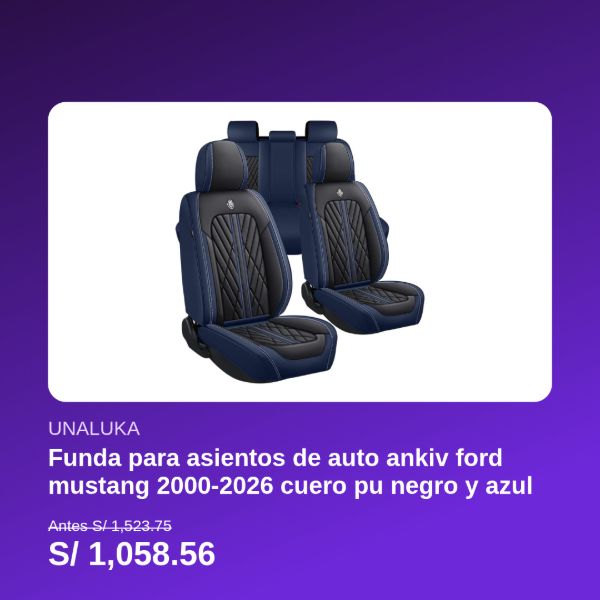 UNALUKA
Funda para asientos de auto ankiv ford
mustang 2000-2026 cuero pu negro y azul
Antes S/ 1,523.75
S/ 1,058.56